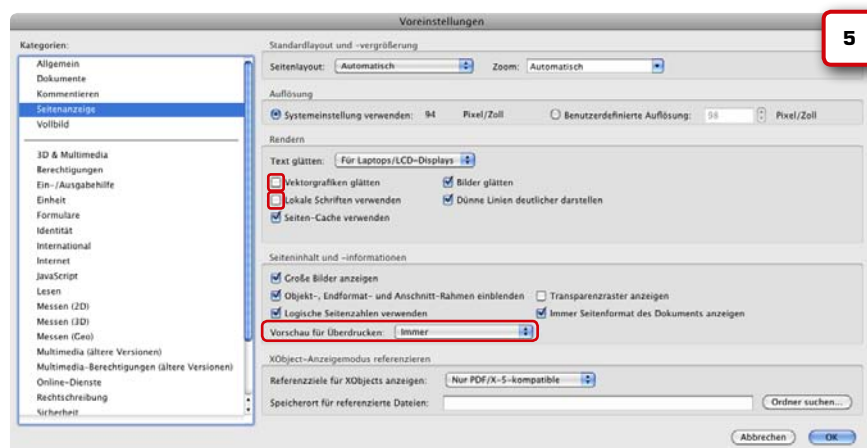 Voreinstellungen
5
Kategorien:
Allgemein
Dokumente
Kommentieren
Seitenanzeige
Vollbild
3D & Multimedia
Berechtigungen
Ein-/Ausgabehilfe
Einheit
Formulare
Identität
International
Internet
JavaScript
Lesen
Messen (2D)
Messen (3D)
Messen (Geo)
Multimedia (ältere Versionen)
Multimedia-Berechtigungen (ältere Versionen)
Online-Dienste
Rechtschreibung
Sicherheit
Standardlayout und -vergrößerung
Seitenlayout: Automatisch Zoom: Automatisch
Auflösung
Systemeinstellung verwenden: 94 Pixel/Zoll Benutzerdefinierte Auflösung: 96 Pixel/Zoll
Rendern
Text glätten: Für Laptops/LCD-Displays
Vektorgrafiken glätten Bilder glätten
Lokale Schriften verwenden Dünne Linien deutlicher darstellen
Seiten-Cache verwenden
Seiteninhalt und -informationen
Große Bilder anzeigen
Objekt-, Endformat- und Anschnitt-Rahmen einblenden Transparenzraster anzeigen
Logische Seitenzahlen verwenden Immer Seitenformat des Dokuments anzeigen
Vorschau für Überdrucken: Immer
XObject-Anzeigemodus referenzieren
Referenzziele für XObjects anzeigen: Nur PDF/X-5-kompatible
Speicherort für referenzierte Dateien: Ordner suchen...
Abbrechen OK